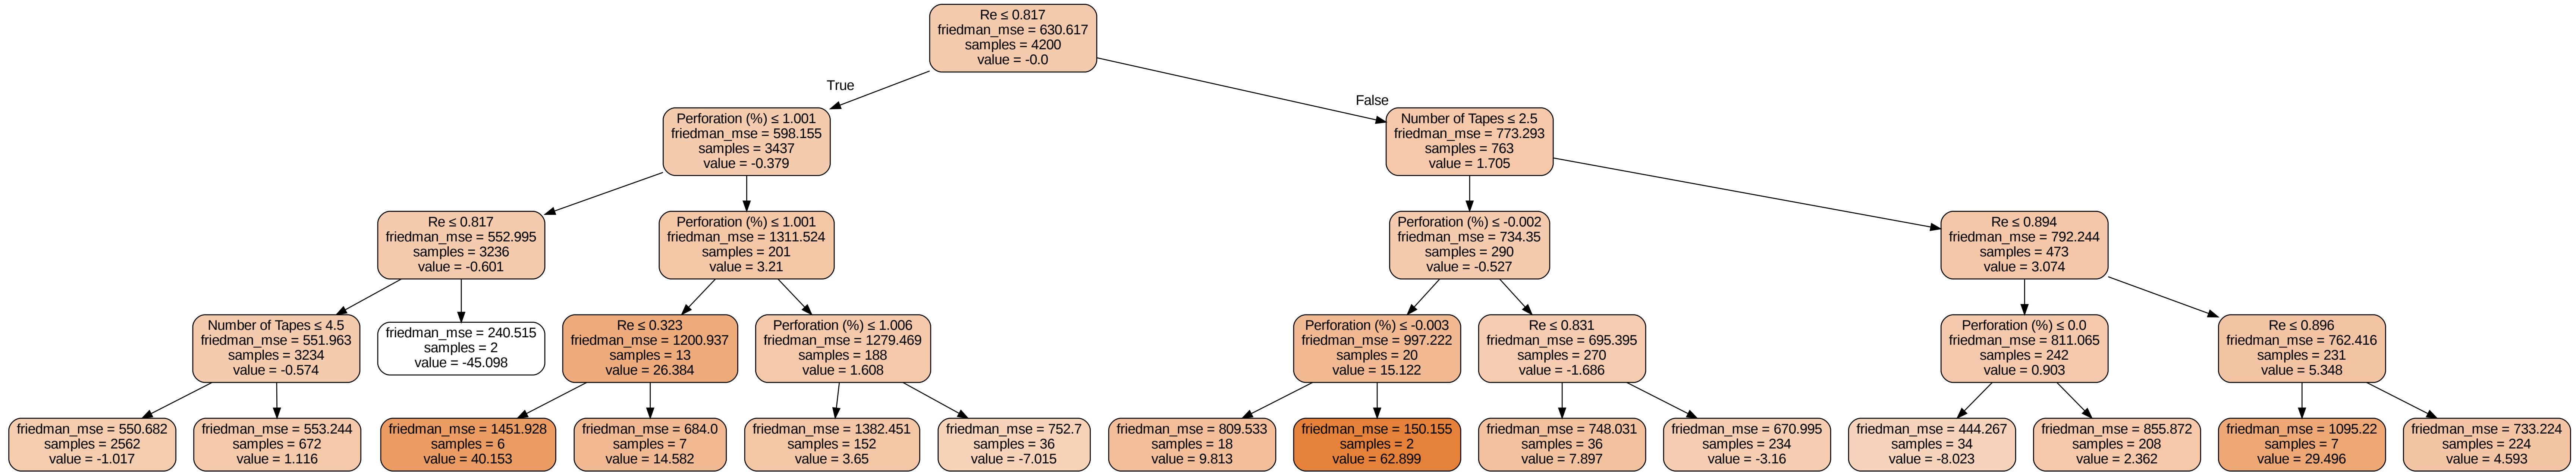 Re ≤ 0.817
friedman_mse = 630.617
samples = 4200
value = -0.0
True
False
Perforation (%) ≤ 1.001
friedman_mse = 598.155
samples = 3437
value = -0.379
Number of Tapes ≤ 2.5
friedman_mse = 773.293
samples = 763
value = 1.705
Re ≤ 0.817
friedman_mse = 552.995
samples = 3236
value = -0.601
Perforation (%) ≤ 1.001
friedman_mse = 1311.524
samples = 201
value = 3.21
Perforation (%) ≤ -0.002
friedman_mse = 734.35
samples = 290
value = -0.527
Re ≤ 0.894
friedman_mse = 792.244
samples = 473
value = 3.074
Number of Tapes ≤ 4.5
friedman_mse = 551.963
samples = 3234
value = -0.574
friedman_mse = 240.515
samples = 2
value = -45.098
Re ≤ 0.323
friedman_mse = 1200.937
samples = 13
value = 26.384
Perforation (%) ≤ 1.006
friedman_mse = 1279.469
samples = 188
value = 1.608
Perforation (%) ≤ -0.003
friedman_mse = 997.222
samples = 20
value = 15.122
Re ≤ 0.831
friedman_mse = 695.395
samples = 270
value = -1.686
Perforation (%) ≤ 0.0
friedman_mse = 811.065
samples = 242
value = 0.903
Re ≤ 0.896
friedman_mse = 762.416
samples = 231
value = 5.348
friedman_mse = 550.682
samples = 2562
value = -1.017
friedman_mse = 553.244
samples = 672
value = 1.116
friedman_mse = 1451.928
samples = 6
value = 40.153
friedman_mse = 684.0
samples = 7
value = 14.582
friedman_mse = 1382.451
samples = 152
value = 3.65
friedman_mse = 752.7
samples = 36
value = -7.015
friedman_mse = 809.533
samples = 18
value = 9.813
friedman_mse = 150.155
samples = 2
value = 62.899
friedman_mse = 748.031
samples = 36
value = 7.897
friedman_mse = 670.995
samples = 234
value = -3.16
friedman_mse = 444.267
samples = 34
value = -8.023
friedman_mse = 855.872
samples = 208
value = 2.362
friedman_mse = 1095.22
samples = 7
value = 29.496
friedman_mse = 733.224
samples = 224
value = 4.593